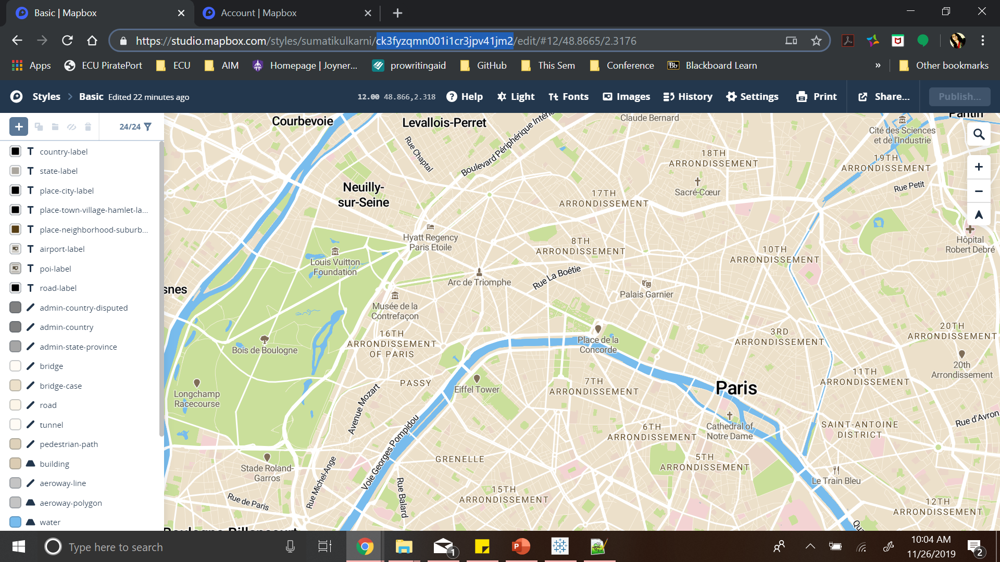 Basic | Mapbox
Account | Mapbox
https://studio.mapbox.com/styles/sumatikulkarni/ck3fyzqmn001i1cr3jpv41jm2/edit/#12/48.8665/2.3176
Apps
ECU PiratePort
ECU
AIM
Homepage | Joyner...
prowritingaid
GitHub
This Sem
Conference
Bb
Blackboard Learn
»
Other bookmarks
Styles
Basic
Edited 22 minutes ago
12.00 48.866,2.318
Help
Light
Fonts
Images
History
Settings
Print
Share...
Publish...
24/24
T country-label
T state-label
T place-city-label
T place-town-village-hamlet-la...
T place-neighborhood-suburb...
T airport-label
T poi-label
T road-label
admin-country-disputed
admin-country
admin-state-province
bridge
bridge-case
road
tunnel
pedestrian-path
building
aeroway-line
aeroway-polygon
water
Courbevoie
Levallois-Perret
Boulevard Périphérique Intérie
Claude Bernard
Pantin
Cité des Sciences
et de l'Industrie
Rue Chaptal
18TH
ARRONDISSEMENT
19TH
ARRONDISSEMENT
Neuilly-
sur-Seine
Sacré-Cœur
Rue Petit
17TH
ARRONDISSEMENT
Hyatt Regency
Paris Etoile
8TH
ARRONDISSEMENT
10TH
ARRONDISSEMENT
Hôpital
Robert Debré
Louis Vuitton
Foundation
Arc de Triomphe
Rue La Boétie
Palais Garnier
snes
Musée de la
Contrefaçon
16TH
ARRONDISSEMENT
OF PARIS
Bois de Boulogne
Place de la
Concorde
3RD
ARRONDISSEMENT
20TH
ARRONDISSEMENT
20th
Arrondissement
Longchamp
Racecourse
PASSY
Eiffel Tower
7TH
ARRONDISSEMENT
Paris
11TH
ARRONDISSEMENT
Avenue Mozart
Voie Georges Pompidou
6TH
ARRONDISSEMENT
Cathedral of
Notre Dame
SAINT-ANTOINE
DISTRICT
Rue d'Avron
Stade Roland-
Garros
GRENELLE
5TH
ARRONDISSEMENT
Le Train Bleu
Rue Michel-Ange
Rue Balard
Rue de Paris
15TH
ARRONDISSEMENT
12TH
ARRONDISSEMENT
Qua
Boulogne-Billancourt
Type here to search
1
P
10:04 AM
11/26/2019
2